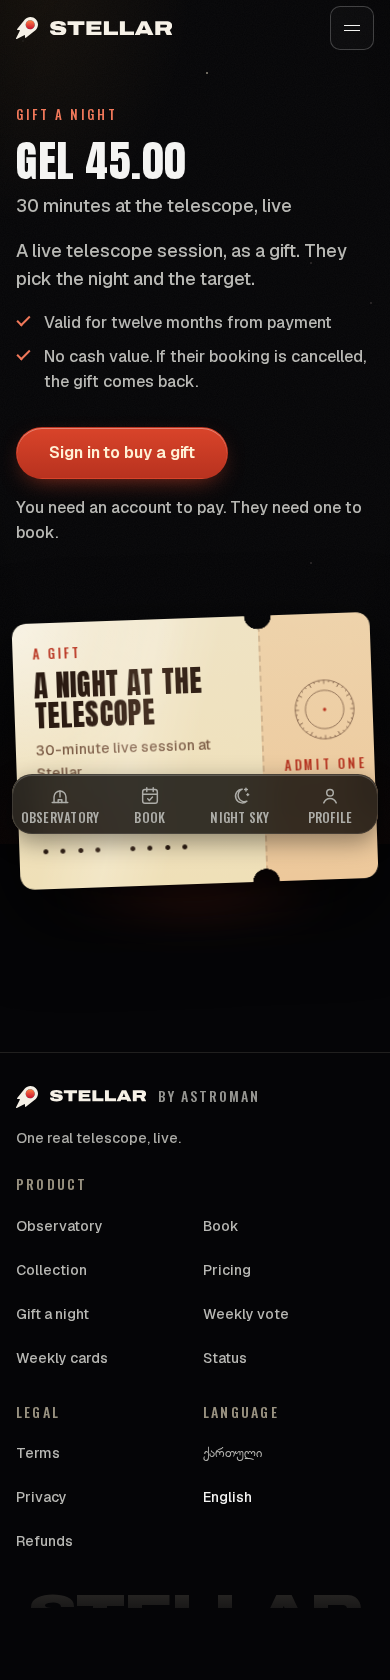 STELLAR
GIFT A NIGHT
GEL 45.00
30 minutes at the telescope, live
A live telescope session, as a gift. They
pick the night and the target.
Valid for twelve months from payment
No cash value. If their booking is cancelled,
the gift comes back.
Sign in to buy a gift
You need an account to pay. They need one to
book.
A GIFT
A NIGHT AT THE
TELESCOPE
30-minute live session at
Stellar
ADMIT ONE
OBSERVATORY BOOK NIGHT SKY PROFILE
STELLAR BY ASTROMAN
One real telescope, live.
PRODUCT
Observatory Book
Collection Pricing
Gift a night Weekly vote
Weekly cards Status
LEGAL LANGUAGE
Terms ქართული
Privacy English
Refunds
STELLAR